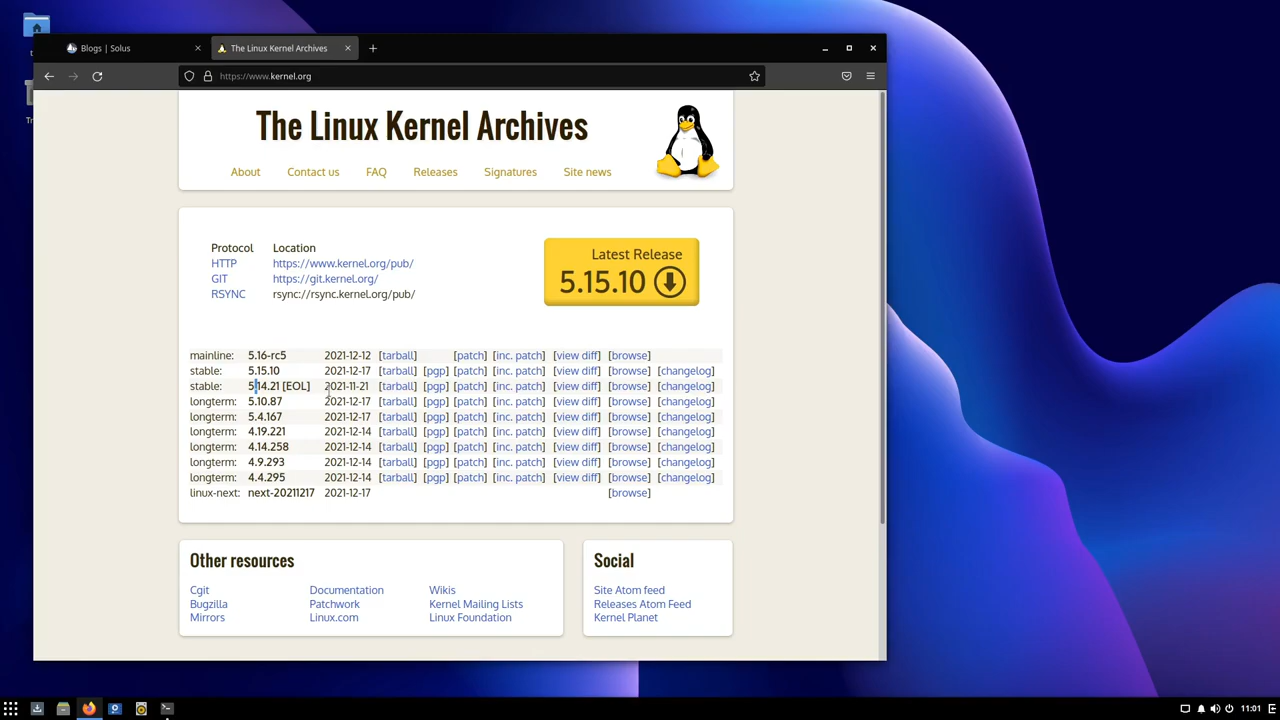 Blogs | Solus
The Linux Kernel Archives
https://www.kernel.org
The Linux Kernel Archives
About Contact us FAQ Releases Signatures Site news
Protocol Location
HTTP https://www.kernel.org/pub/
GIT https://git.kernel.org/
RSYNC rsync://rsync.kernel.org/pub/
Latest Release
5.15.10
mainline: 5.16-rc5 2021-12-12 [tarball] [patch] [inc. patch] [view diff] [browse]
stable: 5.15.10 2021-12-17 [tarball] [pgp] [patch] [inc. patch] [view diff] [browse] [changelog]
stable: 5.14.21 [EOL] 2021-11-21 [tarball] [pgp] [patch] [inc. patch] [view diff] [browse] [changelog]
longterm: 5.10.87 2021-12-17 [tarball] [pgp] [patch] [inc. patch] [view diff] [browse] [changelog]
longterm: 5.4.167 2021-12-17 [tarball] [pgp] [patch] [inc. patch] [view diff] [browse] [changelog]
longterm: 4.19.221 2021-12-14 [tarball] [pgp] [patch] [inc. patch] [view diff] [browse] [changelog]
longterm: 4.14.258 2021-12-14 [tarball] [pgp] [patch] [inc. patch] [view diff] [browse] [changelog]
longterm: 4.9.293 2021-12-14 [tarball] [pgp] [patch] [inc. patch] [view diff] [browse] [changelog]
longterm: 4.4.295 2021-12-14 [tarball] [pgp] [patch] [inc. patch] [view diff] [browse] [changelog]
linux-next: next-20211217 2021-12-17 [browse]
Other resources
Cgit Documentation Wikis
Bugzilla Patchwork Kernel Mailing Lists
Mirrors Linux.com Linux Foundation
Social
Site Atom feed
Releases Atom Feed
Kernel Planet
11:01